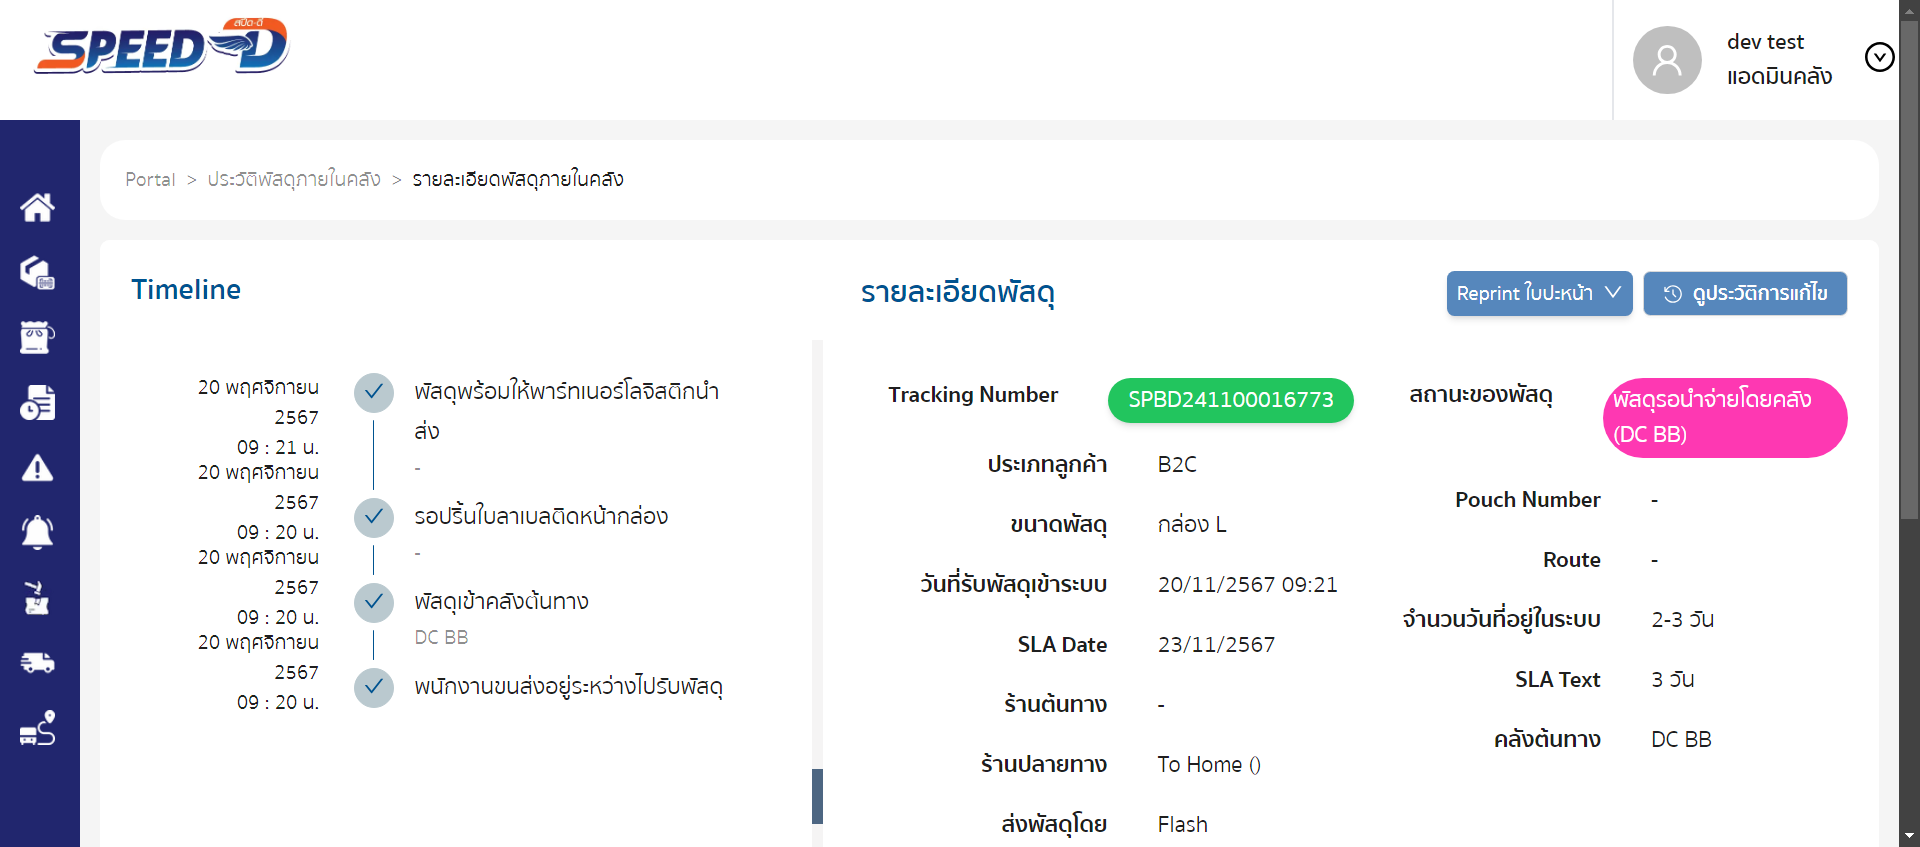 สปีด-ดี
SPEED-D
dev test
แอดมินคลัง
Portal > ประวัติพัสดุภายในคลัง > รายละเอียดพัสดุภายในคลัง
Timeline
20 พฤศจิกายน
2567
09 : 21 น.
พัสดุพร้อมให้พาร์ทเนอร์โลจิสติกนำ
ส่ง
-
20 พฤศจิกายน
2567
09 : 20 น.
รอปริ้นใบลาเบลติดหน้ากล่อง
-
20 พฤศจิกายน
2567
09 : 20 น.
พัสดุเข้าคลังต้นทาง
DC BB
20 พฤศจิกายน
2567
09 : 20 น.
พนักงานขนส่งอยู่ระหว่างไปรับพัสดุ
รายละเอียดพัสดุ
Reprint ใบปะหน้า
ดูประวัติการแก้ไข
Tracking Number SPBD241100016773
ประเภทลูกค้า B2C
ขนาดพัสดุ กล่อง L
วันที่รับพัสดุเข้าระบบ 20/11/2567 09:21
SLA Date 23/11/2567
ร้านต้นทาง -
ร้านปลายทาง To Home ()
ส่งพัสดุโดย Flash
สถานะของพัสดุ พัสดุรอนำจ่ายโดยคลัง
(DC BB)
Pouch Number -
Route -
จำนวนวันที่อยู่ในระบบ 2-3 วัน
SLA Text 3 วัน
คลังต้นทาง DC BB